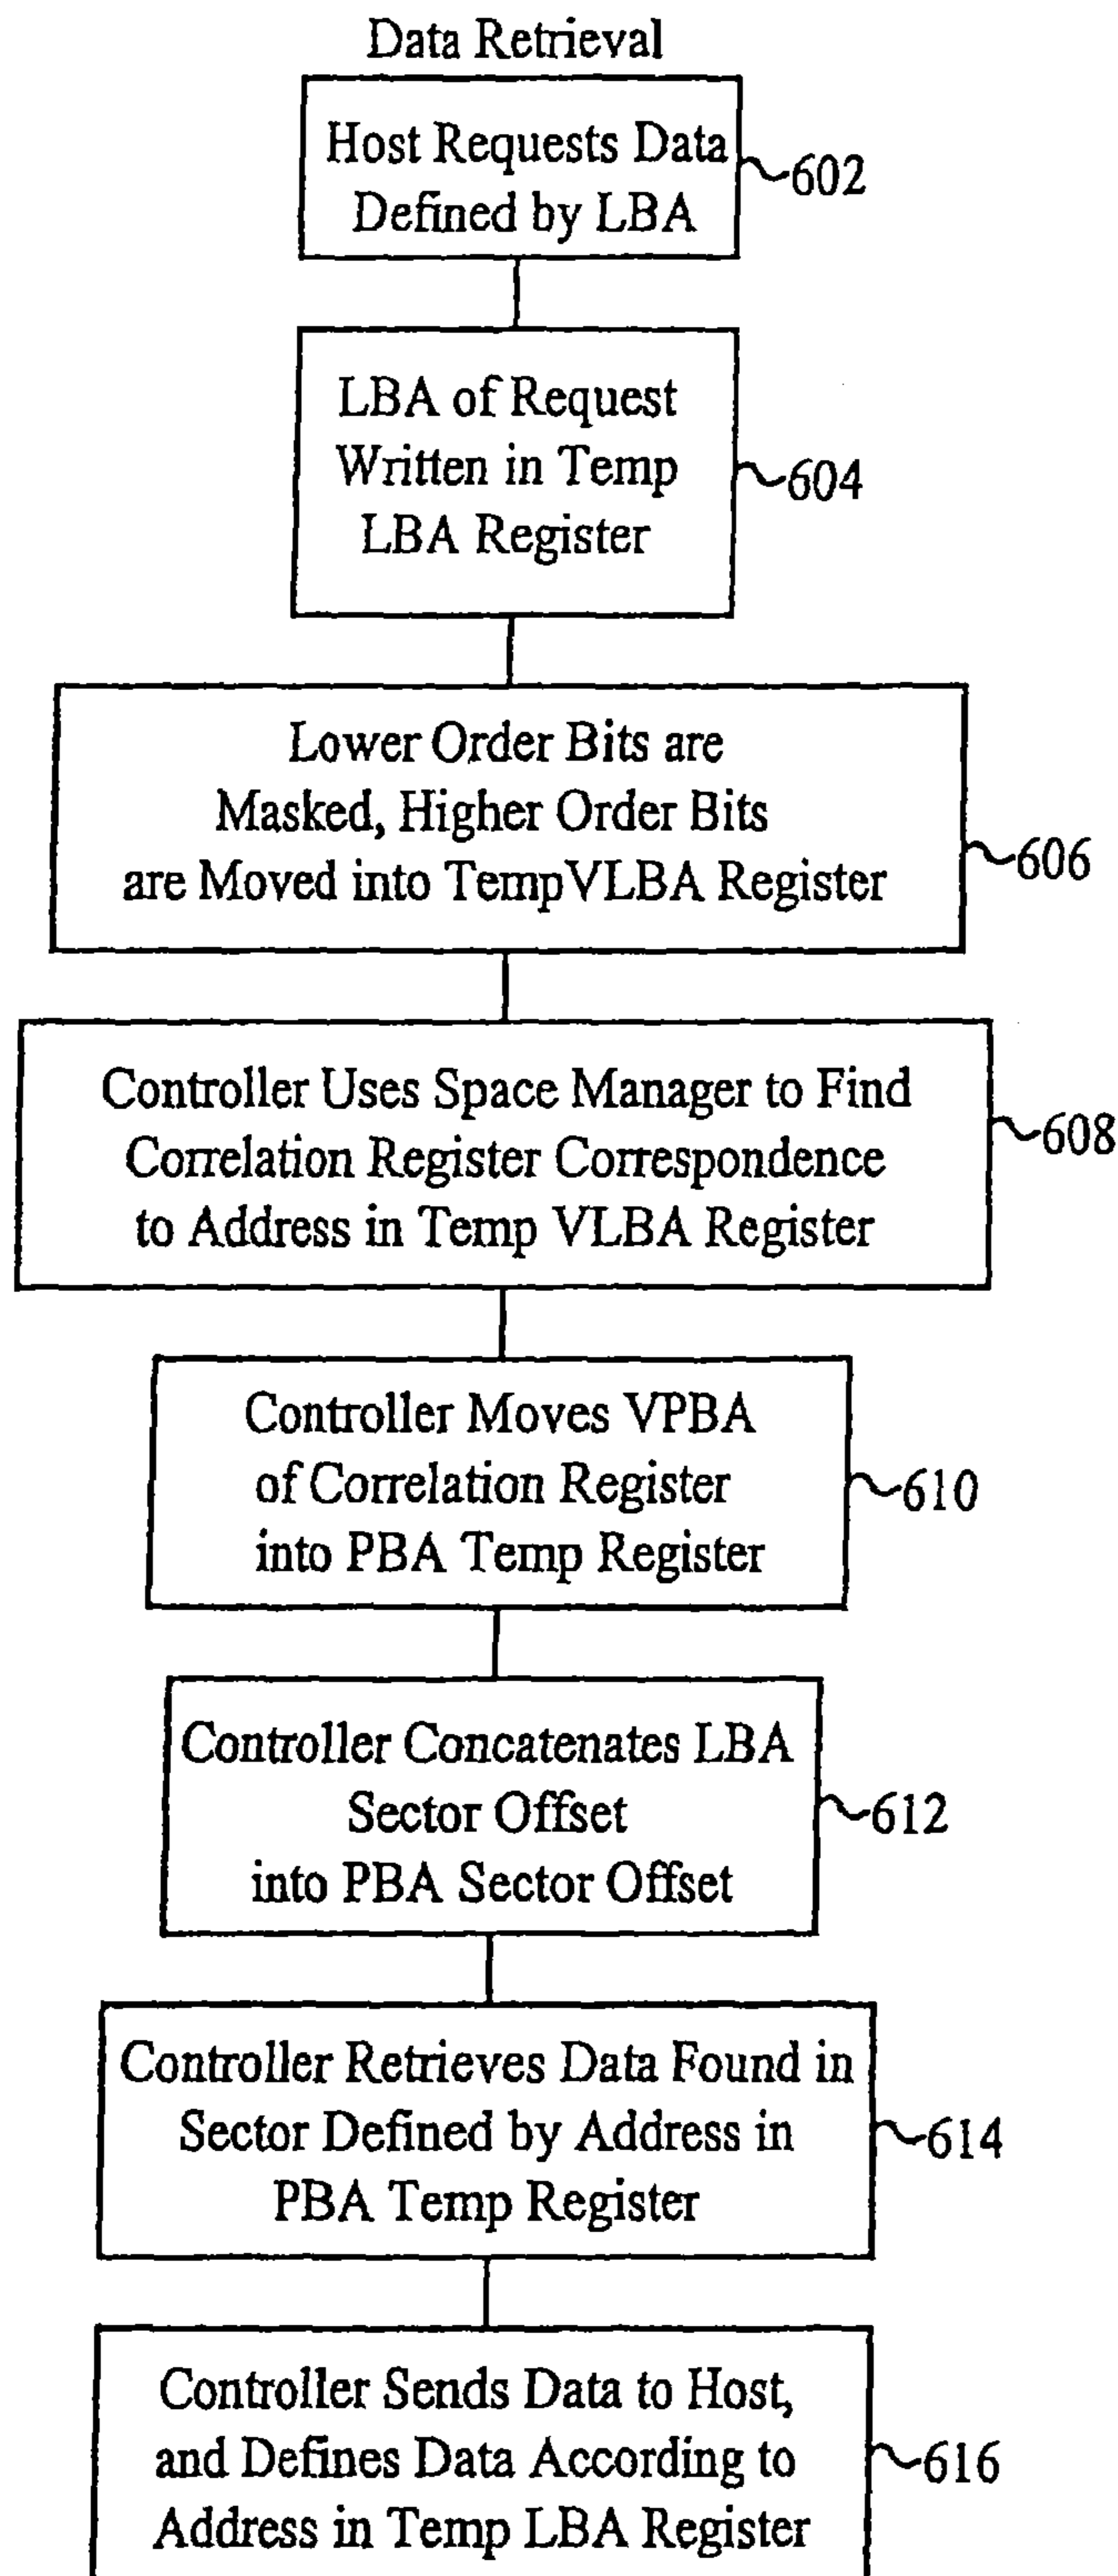 Data Retrieval
Host Requests Data
Defined by LBA
602
LBA of Request
Written in Temp
LBA Register
604
Lower Order Bits are
Masked, Higher Order Bits
are Moved into TempVLBA Register
606
Controller Uses Space Manager to Find
Correlation Register Correspondence
to Address in Temp VLBA Register
608
Controller Moves VPBA
of Correlation Register
into PBA Temp Register
610
Controller Concatenates LBA
Sector Offset
into PBA Sector Offset
612
Controller Retrieves Data Found in
Sector Defined by Address in
PBA Temp Register
614
Controller Sends Data to Host,
and Defines Data According to
Address in Temp LBA Register
616